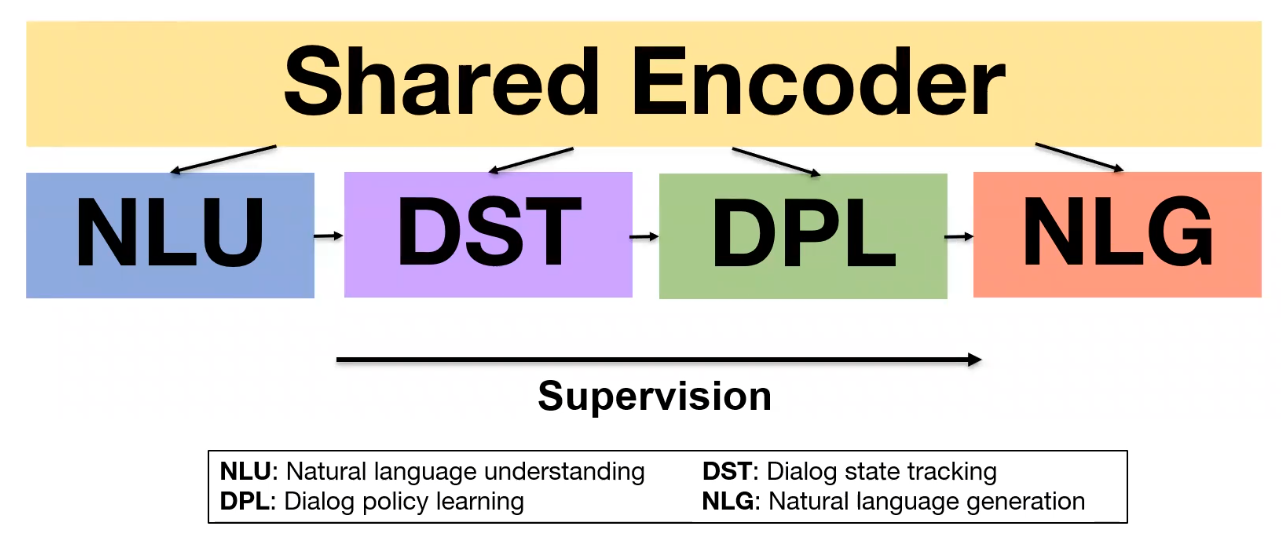 Shared Encoder
NLU DST DPL NLG
Supervision
NLU: Natural language understanding DST: Dialog state tracking
DPL: Dialog policy learning NLG: Natural language generation